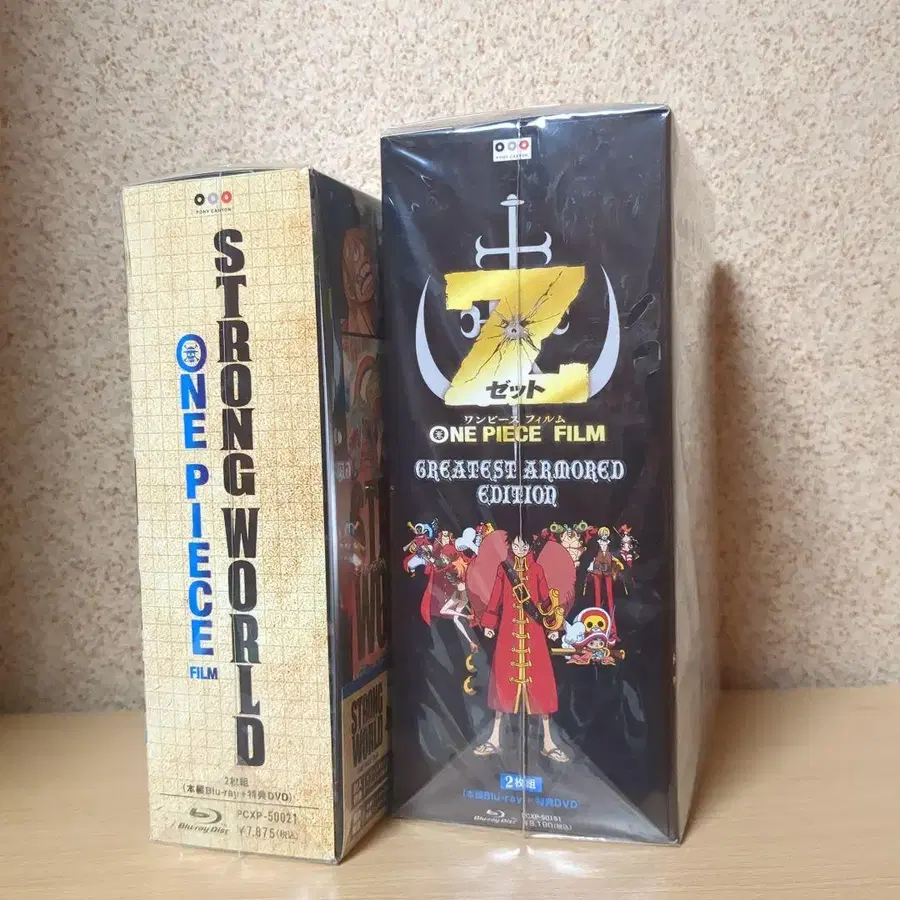 PONY CANYON
STRONG WORLD
ONE PIECE
FILM
2枚組
(本編Blu-ray+特典DVD)
Blu-ray Disc
PCXP-50021
¥7,875(税込)
STRONG
WORLD
PONY CANYON
Z
ゼット
ワンピース フィルム
ONE PIECE FILM
GREATEST ARMORED
EDITION
2枚組
(本編Blu-ray+特典DVD
Blu-ray Disc